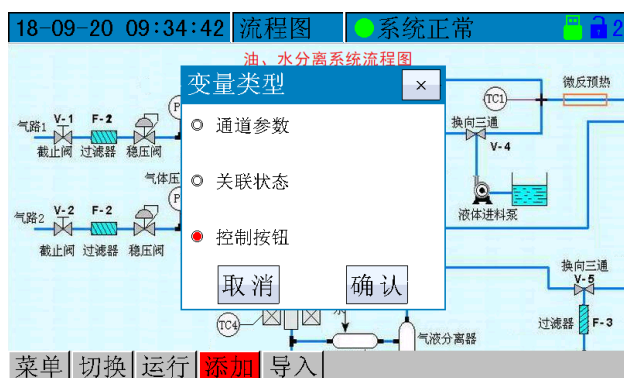 18-09-20 09:34:42 流程图 系统正常 2
油、水分离系统流程图
变量类型 ×
通道参数
关联状态
控制按钮
取消 确认
气路1 V-1 F-2
截止阀 过滤器 稳压阀
P
气体压
P
气路2 V-2 F-2
截止阀 过滤器 稳压阀
TC1 微反预热
换向三通
V-4
液体进料泵
换向三通
V-5
过滤器 F-3
TC4
气液分离器
菜单 切换 运行 添加 导入